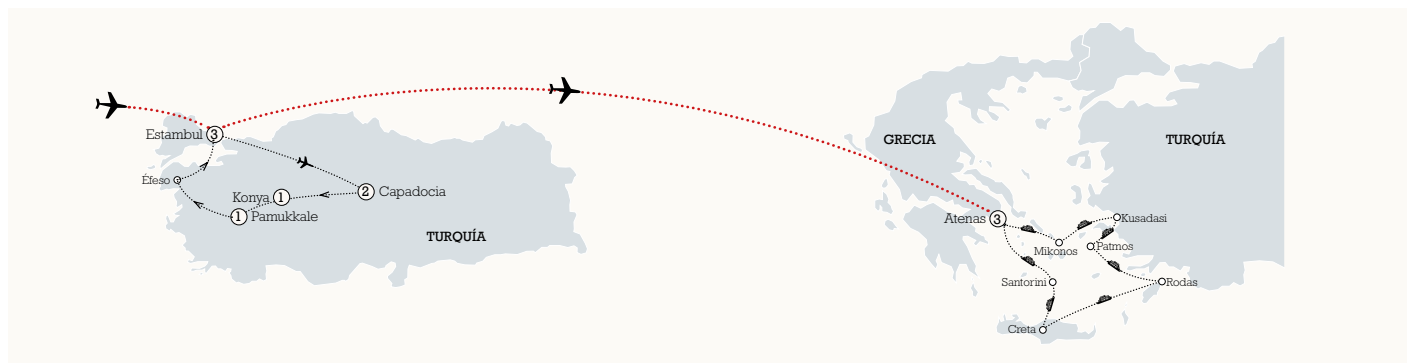 Estambul 3
Éfeso
Konya 1
1 Pamukkale
2 Capadocia
TURQUÍA
GRECIA
TURQUÍA
Atenas 3
Kusadasi
Mikonos
Patmos
Santorini
Rodas
Creta